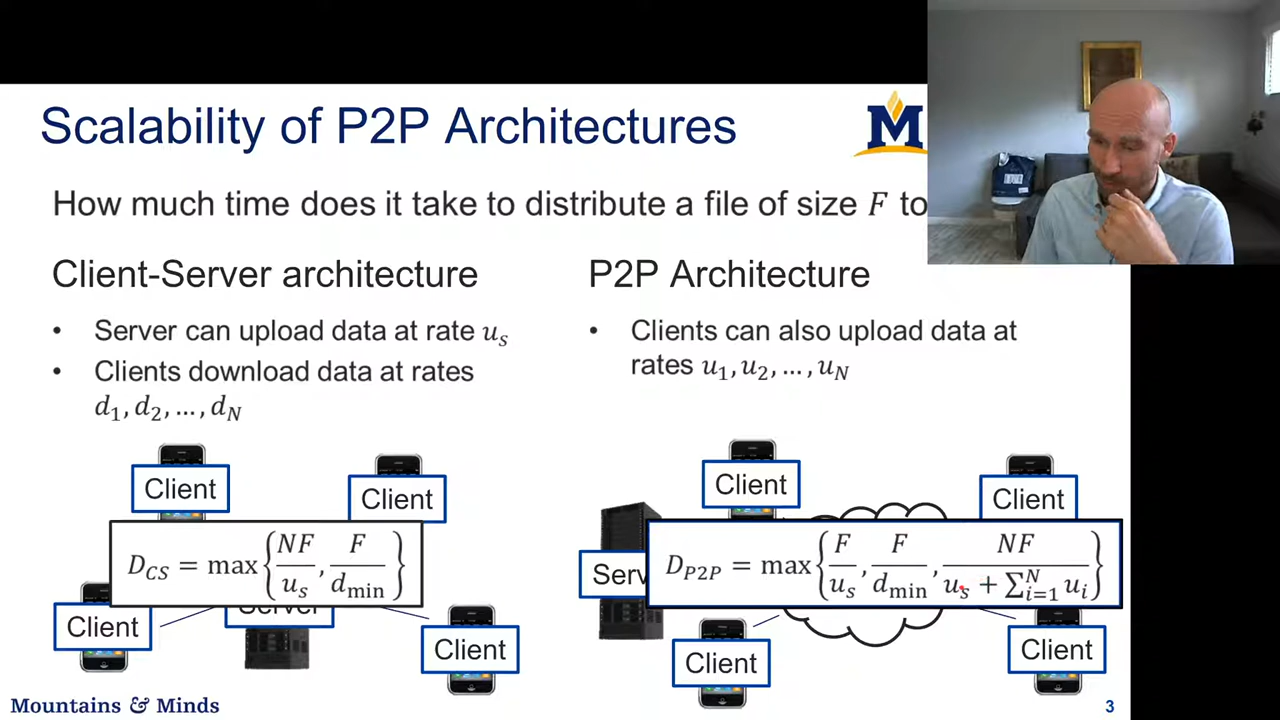 Scalability of P2P Architectures
M
How much time does it take to distribute a file of size F to
Client-Server architecture
• Server can upload data at rate u_s
• Clients download data at rates
d_1, d_2, …, d_N
P2P Architecture
• Clients can also upload data at
rates u_1, u_2, …, u_N
Client
Client
D_CS = max{NF/u_s, F/d_min}
Client
Server
Client
Client
Client
Serv
D_P2P = max{F/u_s, F/d_min, NF/(u_s + ∑_{i=1}^N u_i)}
Client
Client
Mountains & Minds
3